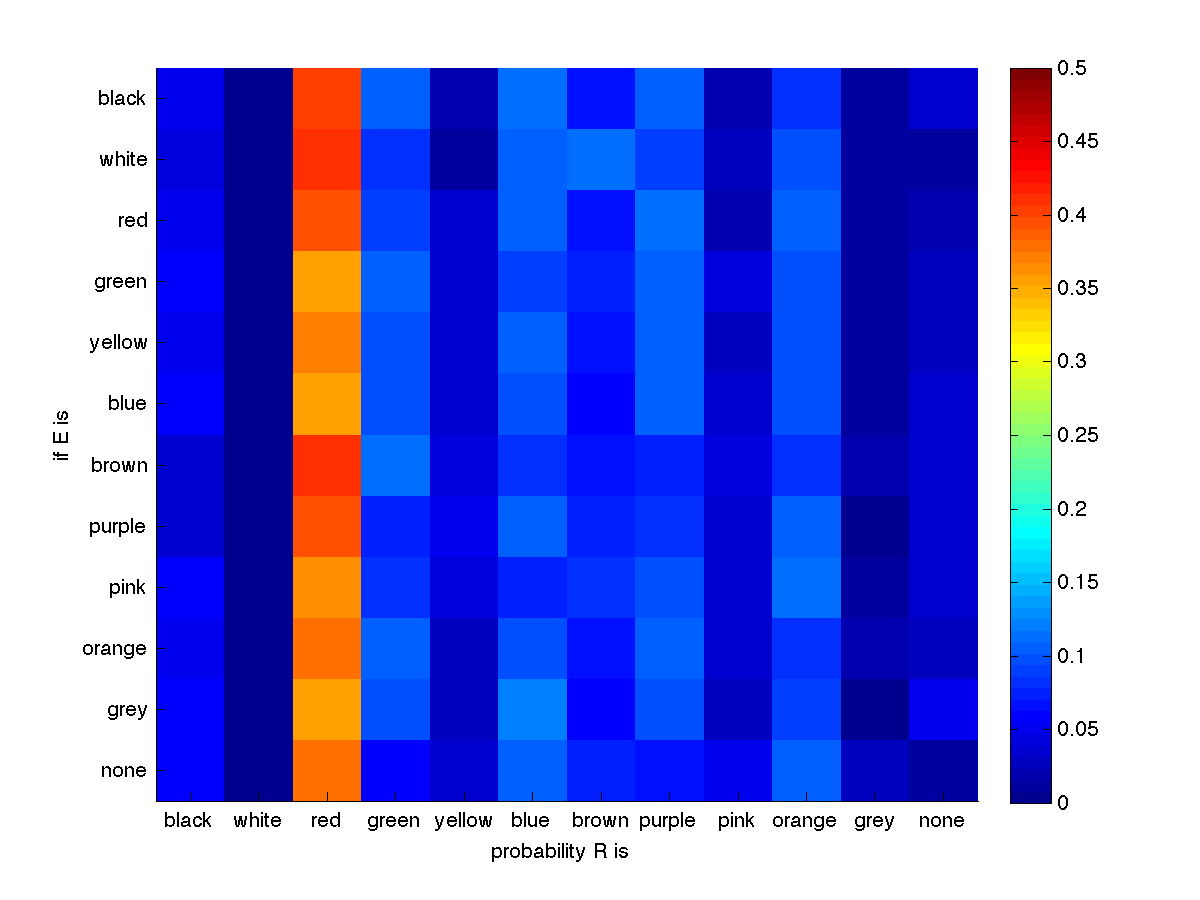 black
white
red
green
yellow
blue
brown
purple
pink
orange
grey
none
if E is
black white red green yellow blue brown purple pink orange grey none
probability R is
0.5
0.45
0.4
0.35
0.3
0.25
0.2
0.15
0.1
0.05
0